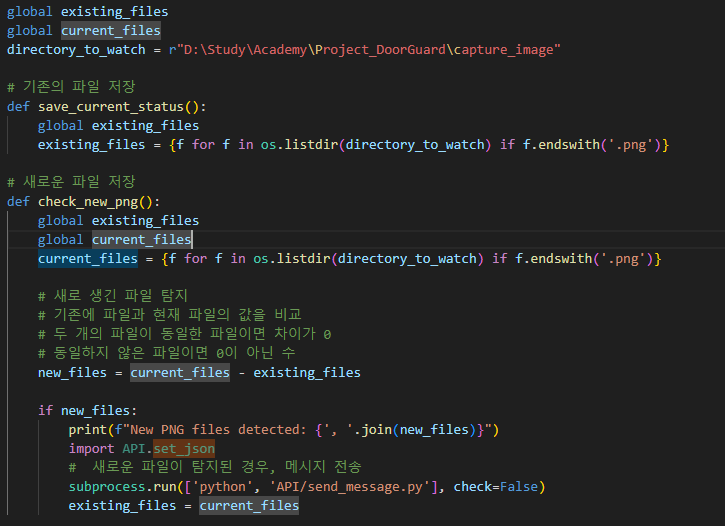 global existing_files
global current_files
directory_to_watch = r"D:\Study\Academy\Project_DoorGuard\capture_image"
# 기존의 파일 저장
def save_current_status():
global existing_files
existing_files = {f for f in os.listdir(directory_to_watch) if f.endswith('.png')}
# 새로운 파일 저장
def check_new_png():
global existing_files
global current_files
current_files = {f for f in os.listdir(directory_to_watch) if f.endswith('.png')}
# 새로 생긴 파일 탐지
# 기존에 파일과 현재 파일의 값을 비교
# 두 개의 파일이 동일한 파일이면 차이가 0
# 동일하지 않은 파일이면 0이 아닌 수
new_files = current_files - existing_files
if new_files:
print(f"New PNG files detected: {', '.join(new_files)}")
import API.set_json
#  새로운 파일이 탐지된 경우, 메시지 전송
subprocess.run(['python', 'API/send_message.py'], check=False)
existing_files = current_files